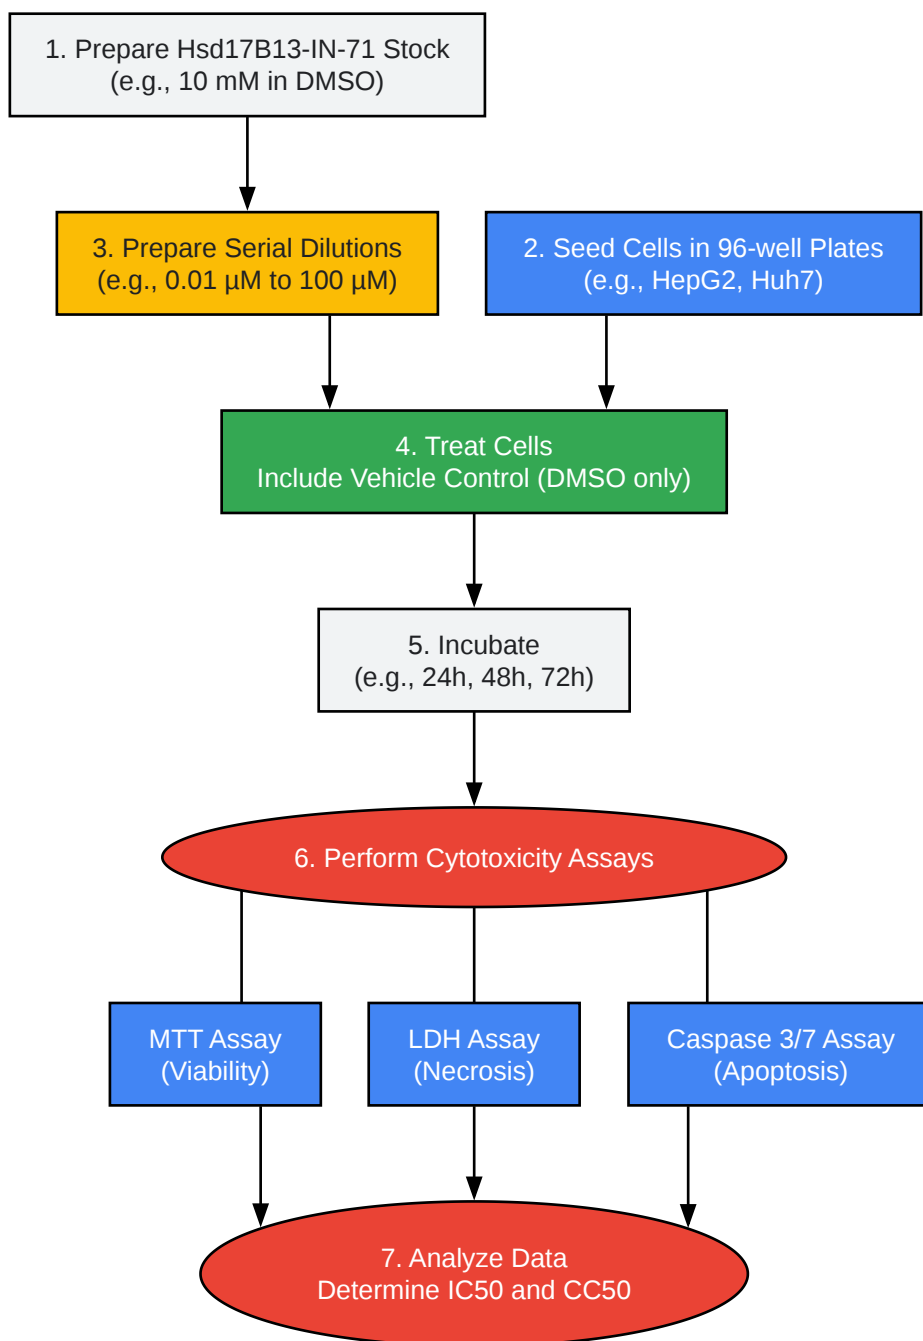 1. Prepare Hsd17B13-IN-71 Stock
(e.g., 10 mM in DMSO)
3. Prepare Serial Dilutions
(e.g., 0.01 µM to 100 µM)
2. Seed Cells in 96-well Plates
(e.g., HepG2, Huh7)
4. Treat Cells
Include Vehicle Control (DMSO only)
5. Incubate
(e.g., 24h, 48h, 72h)
6. Perform Cytotoxicity Assays
MTT Assay
(Viability)
LDH Assay
(Necrosis)
Caspase 3/7 Assay
(Apoptosis)
7. Analyze Data
Determine IC50 and CC50